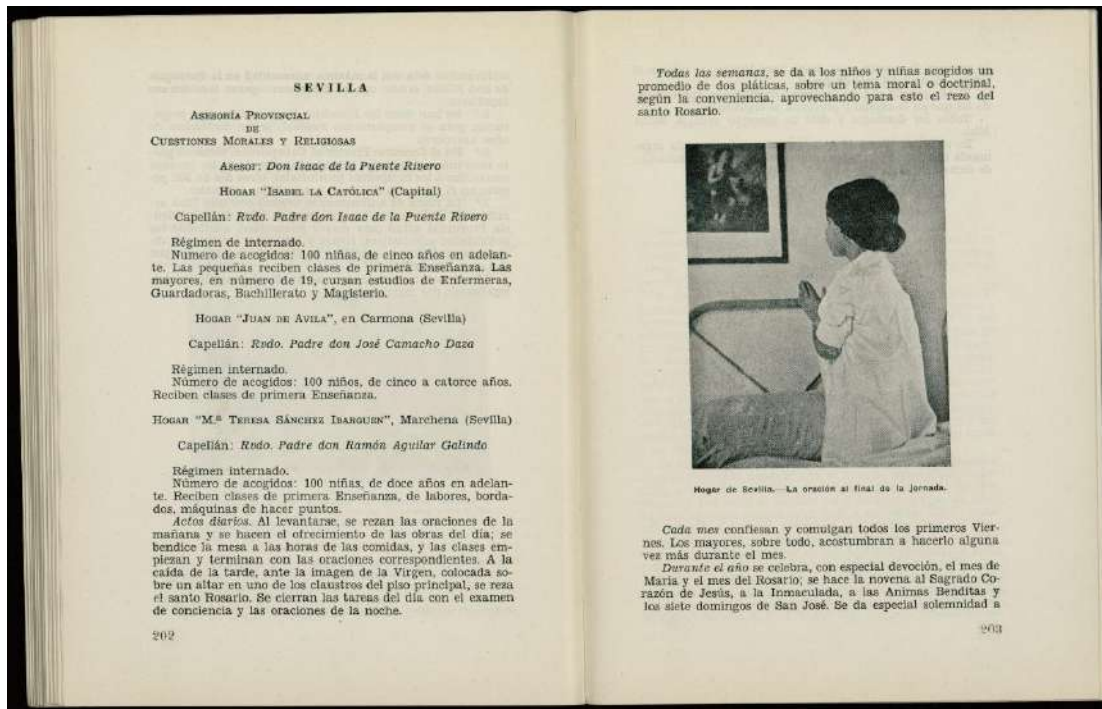 SEVILLA
ASESORÍA PROVINCIAL
DE
CUESTIONES MORALES Y RELIGIOSAS
Asesor: Don Isaac de la Puente Rivero
HOGAR "ISABEL LA CATÓLICA" (Capital)
Capellán: Rvdo. Padre don Isaac de la Puente Rivero
Régimen de internado.
Número de acogidos: 100 niñas, de cinco años en adelan-
te. Las pequeñas reciben clases de primera Enseñanza. Las
mayores, en número de 19, cursan estudios de Enfermeras,
Guardadoras, Bachillerato y Magisterio.
HOGAR "JUAN DE AVILA", en Carmona (Sevilla)
Capellán: Rvdo. Padre don José Camacho Daza
Régimen internado.
Número de acogidos: 100 niños, de cinco a catorce años.
Reciben clases de primera Enseñanza.
HOGAR "M.ª TERESA SÁNCHEZ IBARGUEN", Marchena (Sevilla)
Capellán: Rvdo. Padre don Ramón Aguilar Galindo
Régimen internado.
Número de acogidos: 100 niñas, de doce años en adelan-
te. Reciben clases de primera Enseñanza, de labores, borda-
dos, máquinas de hacer puntos.
Actos diarios. Al levantarse, se rezan las oraciones de la
mañana y se hacen el ofrecimiento de las obras del día; se
bendice la mesa a las horas de las comidas, y las clases em-
piezan y terminan con las oraciones correspondientes. A la
caída de la tarde, ante la imagen de la Virgen, colocada so-
bre un altar en uno de los claustros del piso principal, se reza
el santo Rosario. Se cierran las tareas del día con el examen
de conciencia y las oraciones de la noche.
202
Todas las semanas, se da a los niños y niñas acogidos un
promedio de dos pláticas, sobre un tema moral o doctrinal,
según la conveniencia, aprovechando para esto el rezo del
santo Rosario.
Hogar de Sevilla.—La oración al final de la jornada.
Cada mes confiesan y comulgan todos los primeros Vier-
nes. Los mayores, sobre todo, acostumbran a hacerlo alguna
vez más durante el mes.
Durante el año se celebra, con especial devoción, el mes de
María y el mes del Rosario; se hace la novena al Sagrado Co-
razón de Jesús, a la Inmaculada, a las Animas Benditas y
los siete domingos de San José. Se da especial solemnidad a
203